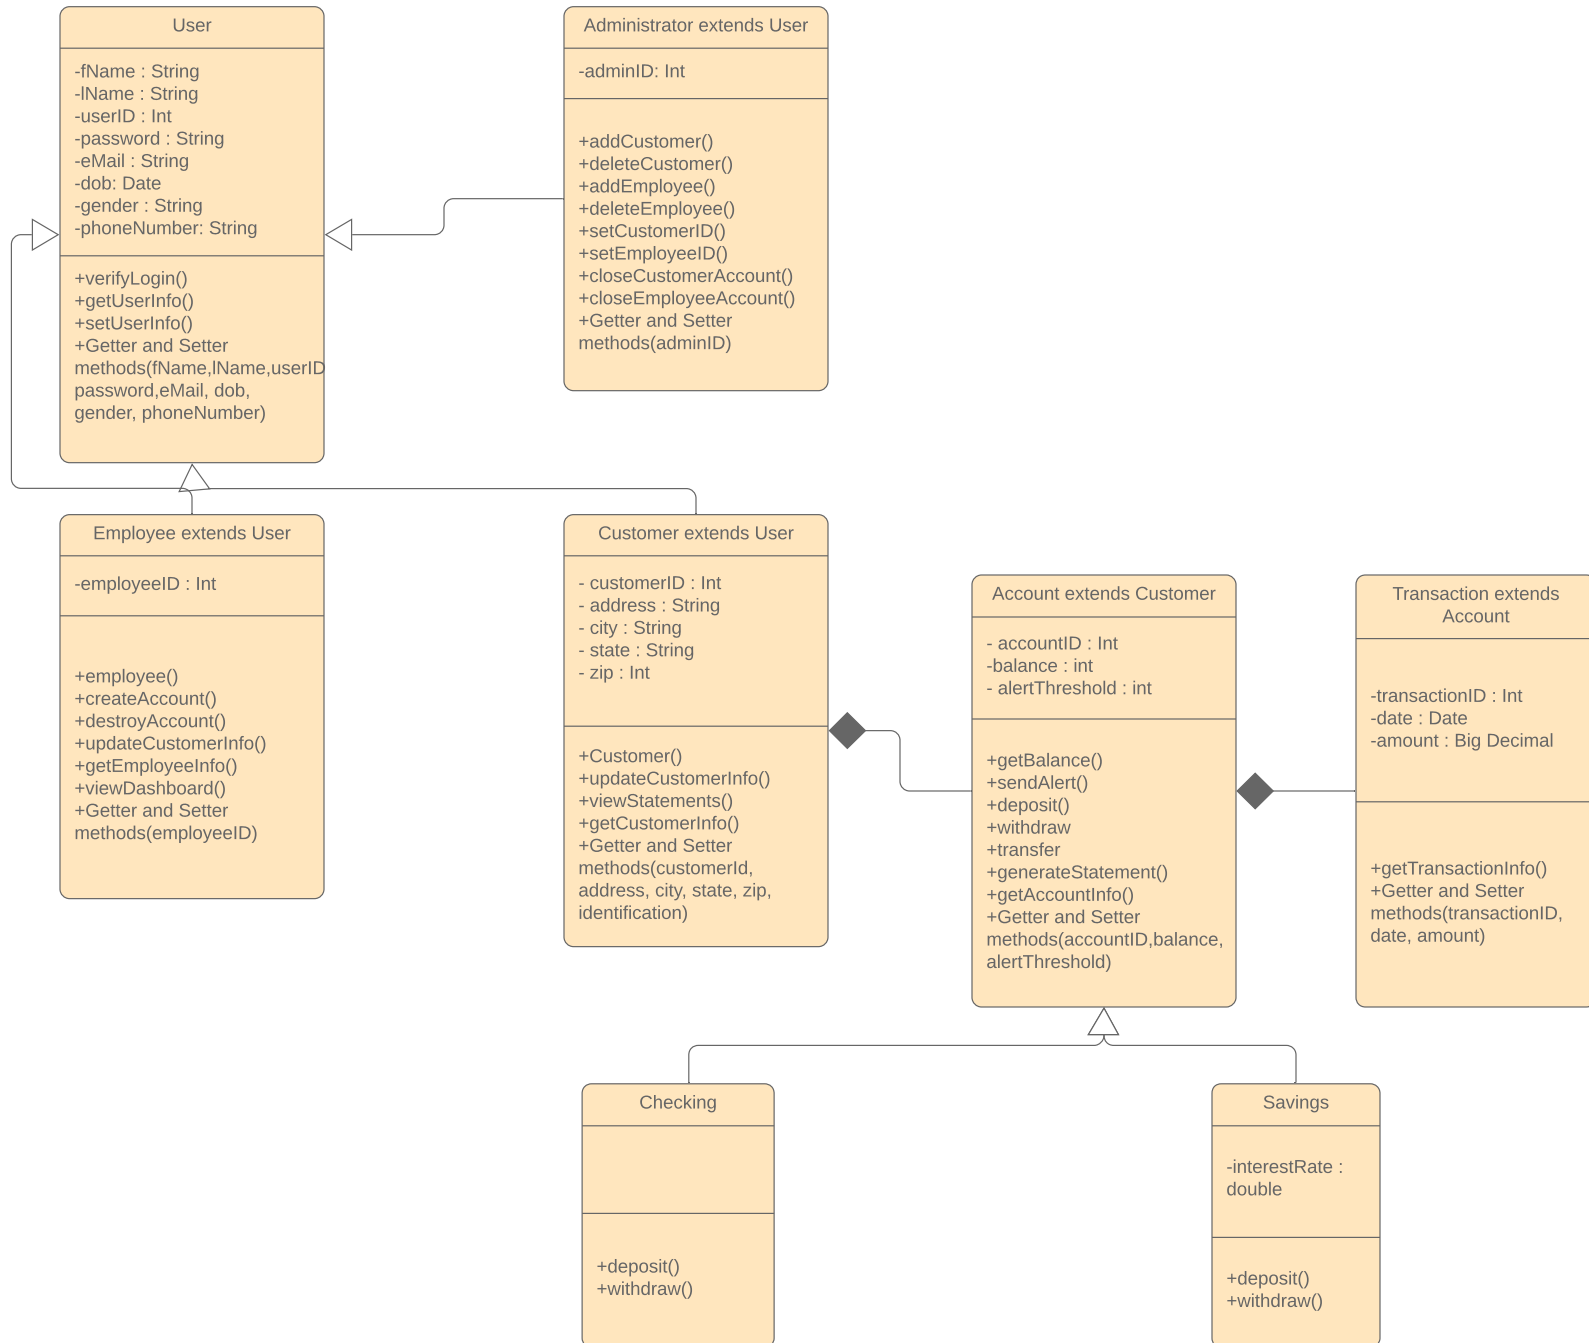 User
-fName : String
-lName : String
-userID : Int
-password : String
-eMail : String
-dob: Date
-gender : String
-phoneNumber: String
+verifyLogin()
+getUserInfo()
+setUserInfo()
+Getter and Setter
methods(fName,lName,userID
password,eMail, dob,
gender, phoneNumber)
Administrator extends User
-adminID: Int
+addCustomer()
+deleteCustomer()
+addEmployee()
+deleteEmployee()
+setCustomerID()
+setEmployeeID()
+closeCustomerAccount()
+closeEmployeeAccount()
+Getter and Setter
methods(adminID)
Employee extends User
-employeeID : Int
+employee()
+createAccount()
+destroyAccount()
+updateCustomerInfo()
+getEmployeeInfo()
+viewDashboard()
+Getter and Setter
methods(employeeID)
Customer extends User
- customerID : Int
- address : String
- city : String
- state : String
- zip : Int
+Customer()
+updateCustomerInfo()
+viewStatements()
+getCustomerInfo()
+Getter and Setter
methods(customerId,
address, city, state, zip,
identification)
Account extends Customer
- accountID : Int
-balance : int
- alertThreshold : int
+getBalance()
+sendAlert()
+deposit()
+withdraw
+transfer
+generateStatement()
+getAccountInfo()
+Getter and Setter
methods(accountID,balance,
alertThreshold)
Transaction extends
Account
-transactionID : Int
-date : Date
-amount : Big Decimal
+getTransactionInfo()
+Getter and Setter
methods(transactionID,
date, amount)
Checking
+deposit()
+withdraw()
Savings
-interestRate :
double
+deposit()
+withdraw()